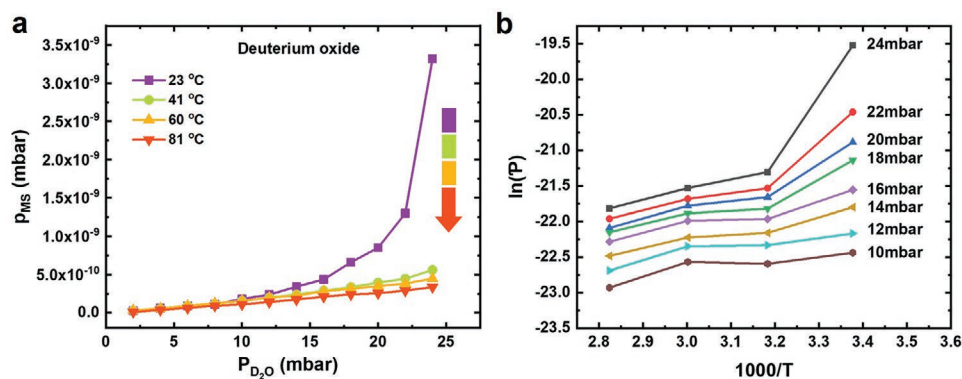 a
Deuterium oxide
23 °C
41 °C
60 °C
81 °C
3.5x10⁻⁹
3.0x10⁻⁹
2.5x10⁻⁹
2.0x10⁻⁹
1.5x10⁻⁹
1.0x10⁻⁹
5.0x10⁻¹⁰
0.0
p_MS (mbar)
0 5 10 15 20 25
P_D₂O (mbar)
b
-19.5
-20.0
-20.5
-21.0
-21.5
-22.0
-22.5
-23.0
-23.5
ln(P)
24mbar
22mbar
20mbar
18mbar
16mbar
14mbar
12mbar
10mbar
2.8 2.9 3.0 3.1 3.2 3.3 3.4 3.5 3.6
1000/T